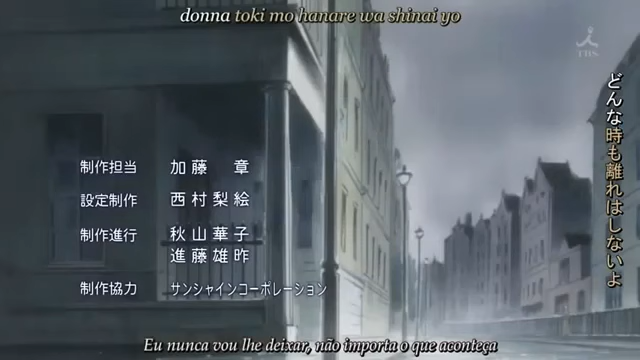 donna toki mo hanare wa shinai yo
TBS
どんな時も離れはしないよ
制作担当 加藤 章
設定制作 西村梨絵
制作進行 秋山華子
進藤雄昨
制作協力 サンシャインコーポレーション
Eu nunca vou lhe deixar, não importa o que aconteça